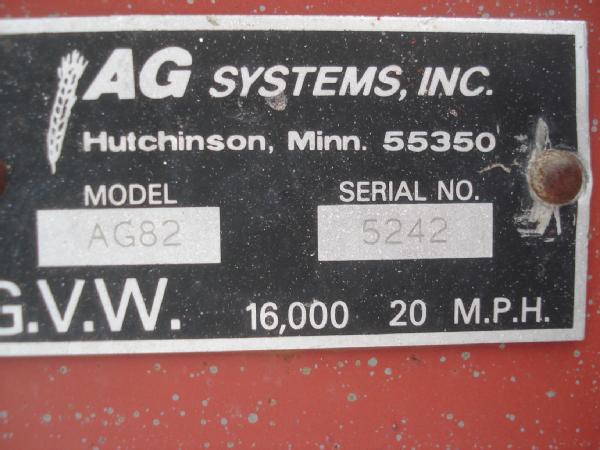 AG SYSTEMS, INC.
Hutchinson, Minn. 55350
MODEL SERIAL NO.
AG82 5242
G.V.W. 16,000 20 M.P.H.